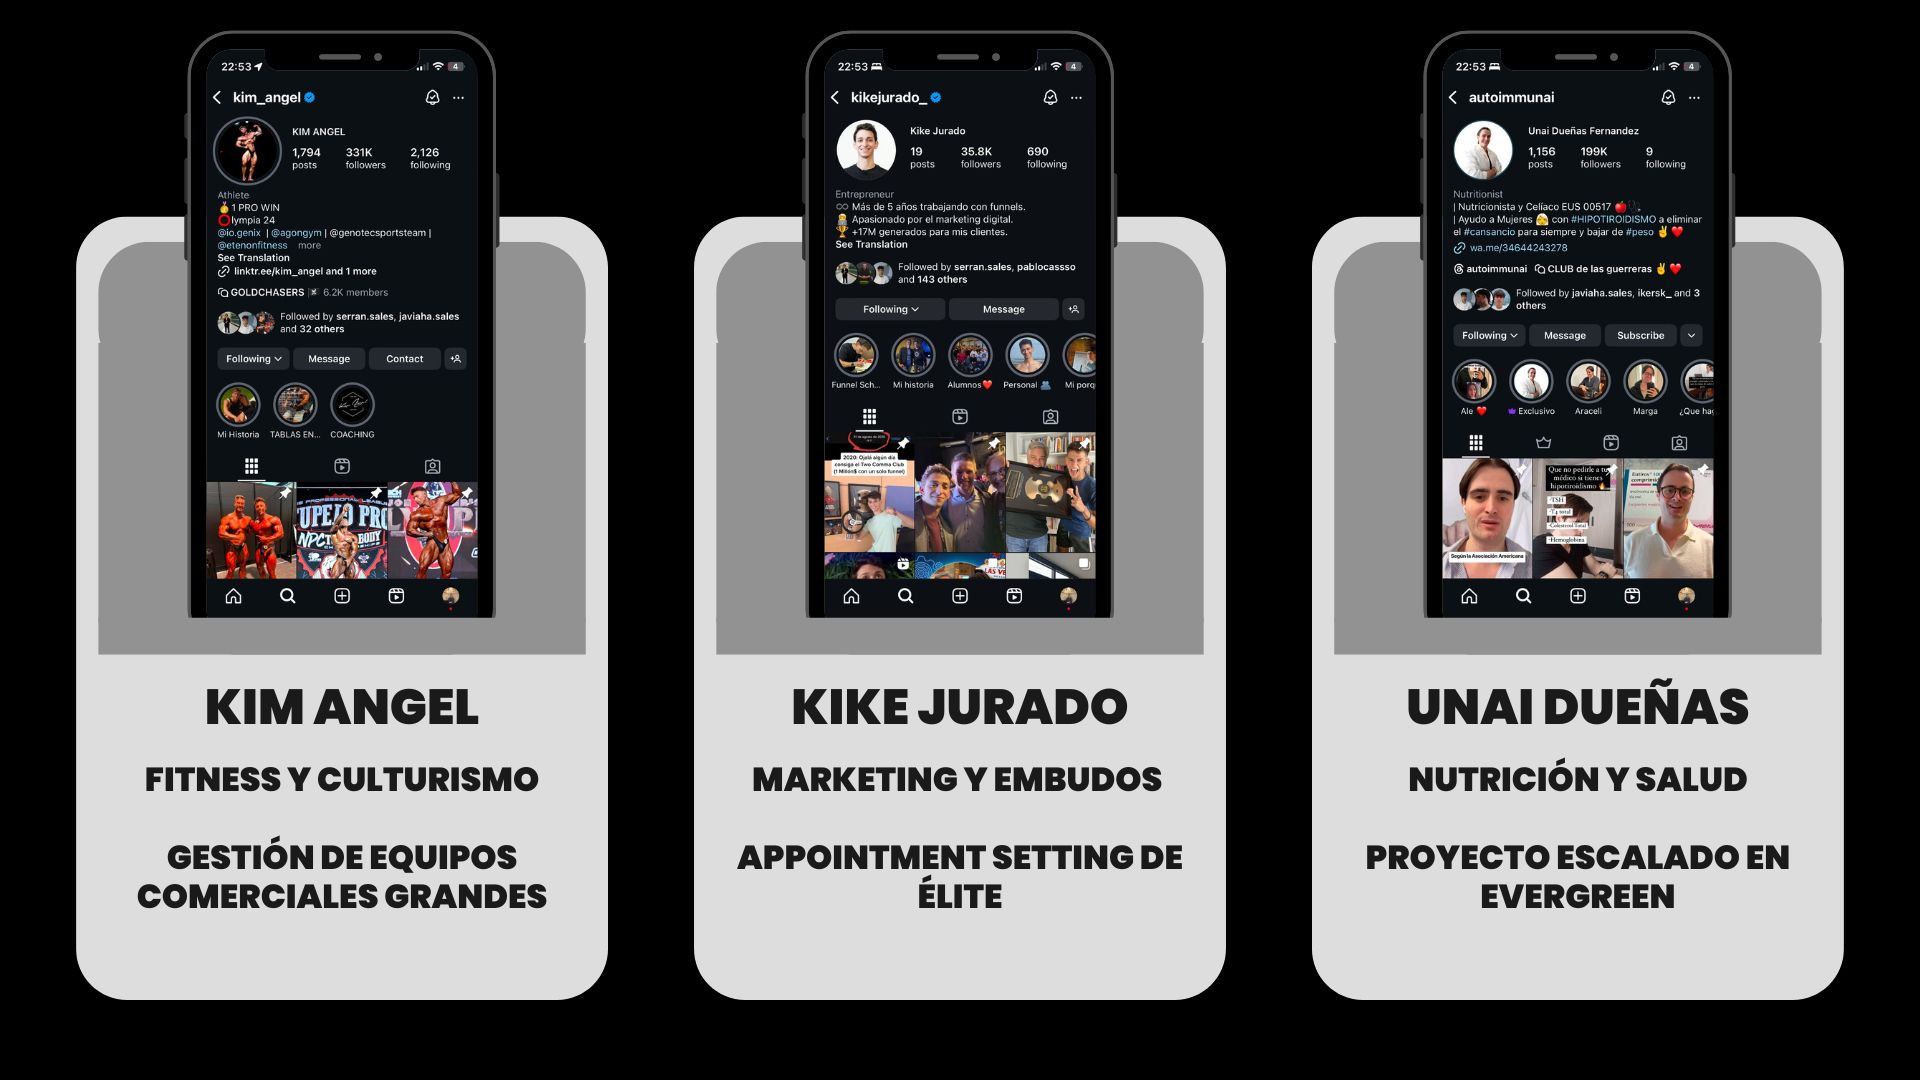 22:53
4
kim_angel
KIM ANGEL
1,794 331K 2,126
posts followers following
Athlete
1 PRO WIN
lympia 24
@io.genix | @agongym | @genotecsportsteam |
@etenonfitness more
See Translation
linktr.ee/kim_angel and 1 more
GOLDCHASERS 6.2K members
Followed by serran.sales, javiaha.sales
and 32 others
Following Message Contact
Mi Historia TABLAS EN... COACHING
TUPELO PRO
NPC
KIM ANGEL
FITNESS Y CULTURISMO
GESTIÓN DE EQUIPOS
COMERCIALES GRANDES
22:53
4
kikejurado_
Kike Jurado
19 35.8K 690
posts followers following
Entrepreneur
Más de 5 años trabajando con funnels.
Apasionado por el marketing digital.
+17M generados para mis clientes.
See Translation
Followed by serran.sales, pablocassso
and 143 others
Following Message
Funnel Sch... Mi historia Alumnos Personal Mi porq
2020: Ojalá algún día
consiga el Two Comma Club
(1 Millón$ con un solo funnel)
KIKE JURADO
MARKETING Y EMBUDOS
APPOINTMENT SETTING DE
ÉLITE
22:53
4
autoimmunai
Unai Dueñas Fernandez
1,156 199K 9
posts followers following
Nutritionist
| Nutricionista y Celíaco EUS 00517
| Ayudo a Mujeres con #HIPOTIROIDISMO a eliminar
el #cansancio para siempre y bajar de #peso
wa.me/34644243278
autoimmunai CLUB de las guerreras
Followed by javiaha.sales, ikersk_ and 3
others
Following Message Subscribe
Ale Exclusivo Araceli Marga ¿Que hag
Según la Asociación Americana
Que no pedirle a tu
médico si tienes
hipotiroidismo
-TSH
-T4 total
-Colesterol Total
-Hemoglobina
UNAI DUEÑAS
NUTRICIÓN Y SALUD
PROYECTO ESCALADO EN
EVERGREEN